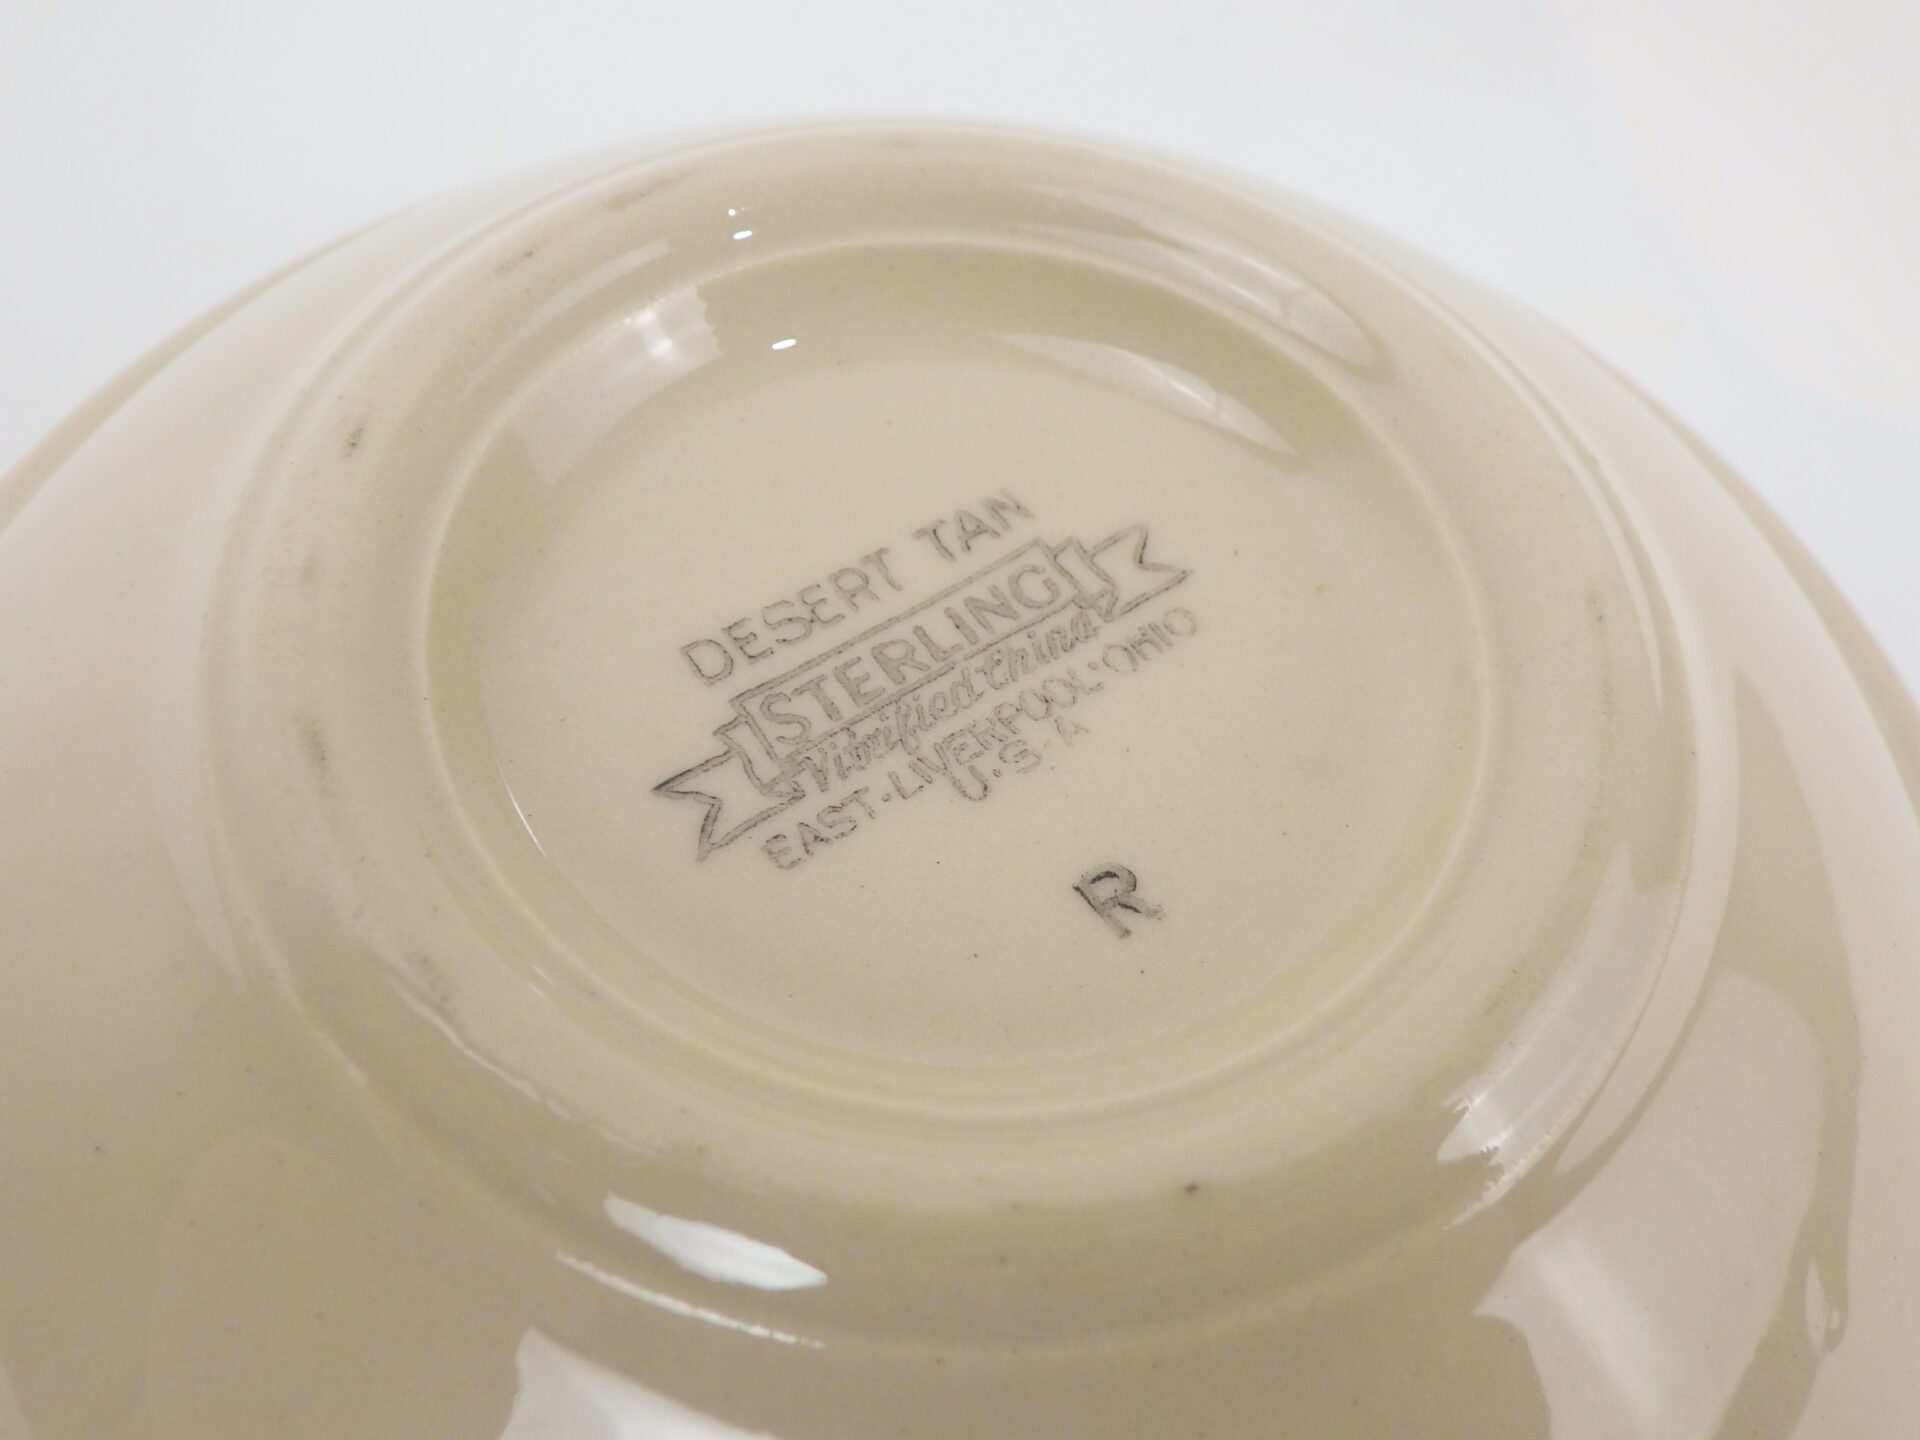 DESERT TAN
STERLING
Vitrified China
EAST·LIVERPOOL·OHIO
U·S·A
R